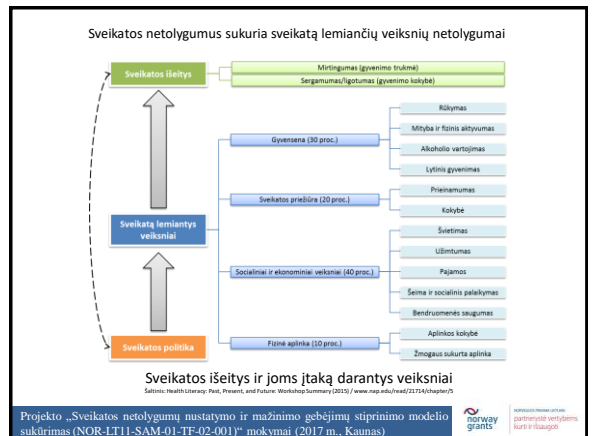 Sveikatos netolygumus sukuria sveikatą lemiančių veiksnių netolygumai
Sveikatos išeitys
Mirtingumas (gyvenimo trukmė)
Sergamumas/ligotumas (gyvenimo kokybė)
Gyvensena (30 proc.)
Rūkymas
Mityba ir fizinis aktyvumas
Alkoholio vartojimas
Lytinis gyvenimas
Sveikatos priežiūra (20 proc.)
Prieinamumas
Kokybė
Sveikatą lemiantys
veiksniai
Socialiniai ir ekonominiai veiksniai (40 proc.)
Švietimas
Užimtumas
Pajamos
Šeima ir socialinis palaikymas
Bendruomenės saugumas
Sveikatos politika
Fizinė aplinka (10 proc.)
Aplinkos kokybė
Žmogaus sukurta aplinka
Sveikatos išeitys ir joms įtaką darantys veiksniai
Šaltinis: Health Literacy: Past, Present, and Future: Workshop Summary (2015) / www.nap.edu/read/21714/chapter/5
Projekto „Sveikatos netolygumų nustatymo ir mažinimo gebėjimų stiprinimo modelio
sukūrimas (NOR-LT11-SAM-01-TF-02-001)“ mokymai (2017 m., Kaunas)
norway
grants
partnerystė vertybėms
kurti ir išsaugoti